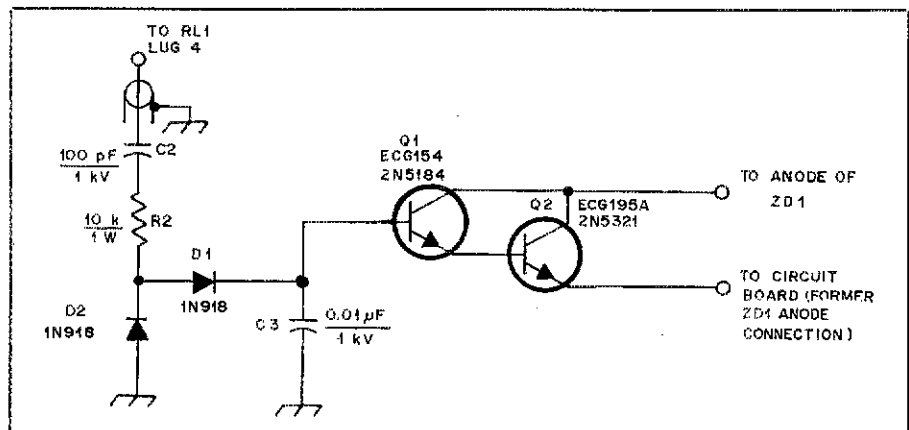 TO RL1
LUG 4
100 pF
1 kV
C2
10 k
1 W
R2
D1
1N918
D2
1N918
C3
0.01 µF
1 kV
Q1
ECG154
2N5184
Q2
ECG195A
2N5321
TO ANODE OF
ZD1
TO CIRCUIT
BOARD (FORMER
ZD1 ANODE
CONNECTION)